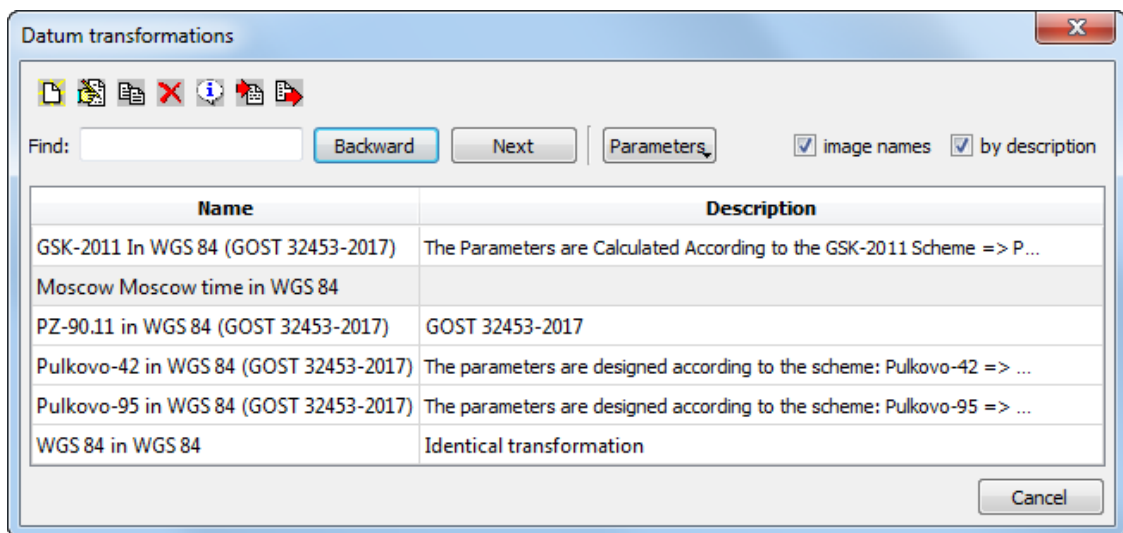 Datum transformations
Find: Backward Next Parameters image names by description
Name Description
GSK-2011 In WGS 84 (GOST 32453-2017) The Parameters are Calculated According to the GSK-2011 Scheme => P...
Moscow Moscow time in WGS 84
PZ-90.11 in WGS 84 (GOST 32453-2017) GOST 32453-2017
Pulkovo-42 in WGS 84 (GOST 32453-2017) The parameters are designed according to the scheme: Pulkovo-42 => ...
Pulkovo-95 in WGS 84 (GOST 32453-2017) The parameters are designed according to the scheme: Pulkovo-95 => ...
WGS 84 in WGS 84 Identical transformation
Cancel